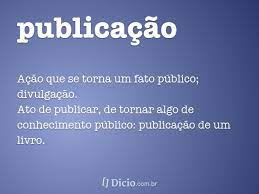 publicação
Ação que se torna um fato público;
divulgação.
Ato de publicar, de tornar algo de
conhecimento público: publicação de um
livro.
Dicio.com.br